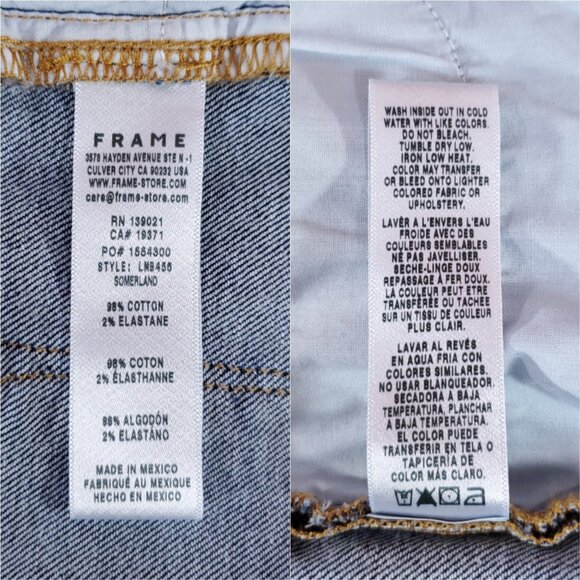 FRAME
3578 HAYDEN AVENUE STE N -1
CULVER CITY CA 90232 USA
WWW.FRAME-STORE.COM
care@frame-store.com
RN 139021
CA# 19371
PO# 1554300
STYLE: LMB456
SOMERLAND
98% COTTON
2% ELASTANE
98% COTON
2% ÉLASTHANNE
98% ALGODÓN
2% ELASTANO
MADE IN MEXICO
FABRIQUÉ AU MEXIQUE
HECHO EN MEXICO
WASH INSIDE OUT IN COLD
WATER WITH LIKE COLORS.
DO NOT BLEACH.
TUMBLE DRY LOW.
IRON LOW HEAT.
COLOR MAY TRANSFER
OR BLEED ONTO LIGHTER
COLORED FABRIC OR
UPHOLSTERY.
LAVÉR A L'ENVERS L'EAU
FROIDE AVEC DES
COULEURS SEMBLABLES
NE PAS JAVELLISER.
SECHE-LINGE DOUX
REPASSAGE À FER DOUX.
LA COULEUR PEUT ÊTRE
TRANSFÉRÉE OU TACHÉE
SUR UN TISSU DE COULEUR
PLUS CLAIR.
LAVAR AL REVÉS
EN AGUA FRIA CON
COLORES SIMILARES.
NO USAR BLANQUEADOR.
SECADORA A BAJA
TEMPERATURA, PLANCHAR
A BAJA TEMPERATURA.
EL COLOR PUEDE
TRANSFERIR EN TELA O
TAPICERÍA DE
COLOR MÁS CLARO.